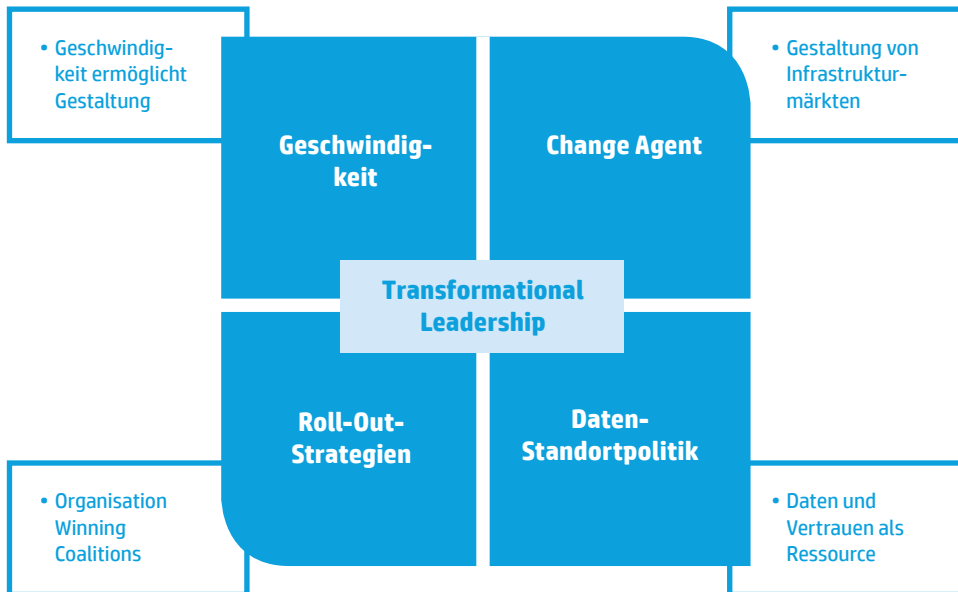 • Geschwindig-
keit ermöglicht
Gestaltung
• Gestaltung von
Infrastruktur-
märkten
Geschwindig-
keit
Change Agent
Transformational
Leadership
Roll-Out-
Strategien
Daten-
Standortpolitik
• Organisation
Winning
Coalitions
• Daten und
Vertrauen als
Ressource